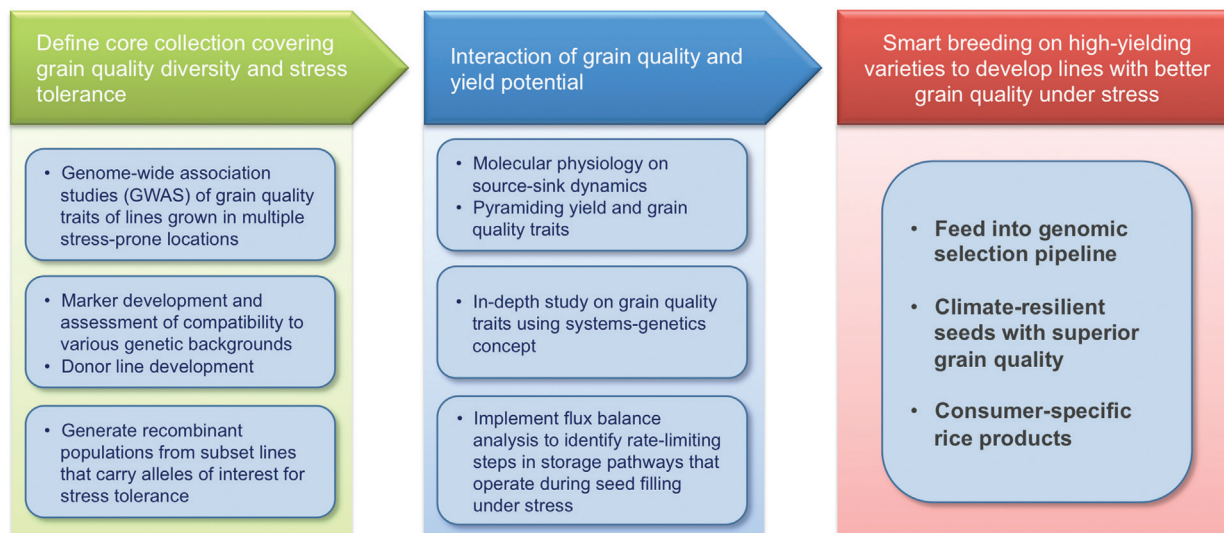 Define core collection covering
grain quality diversity and stress
tolerance
• Genome-wide association
studies (GWAS) of grain quality
traits of lines grown in multiple
stress-prone locations
• Marker development and
assessment of compatibility to
various genetic backgrounds
• Donor line development
• Generate recombinant
populations from subset lines
that carry alleles of interest for
stress tolerance
Interaction of grain quality and
yield potential
• Molecular physiology on
source-sink dynamics
• Pyramiding yield and grain
quality traits
• In-depth study on grain quality
traits using systems-genetics
concept
• Implement flux balance
analysis to identify rate-limiting
steps in storage pathways that
operate during seed filling
under stress
Smart breeding on high-yielding
varieties to develop lines with better
grain quality under stress
• Feed into genomic
selection pipeline
• Climate-resilient
seeds with superior
grain quality
• Consumer-specific
rice products